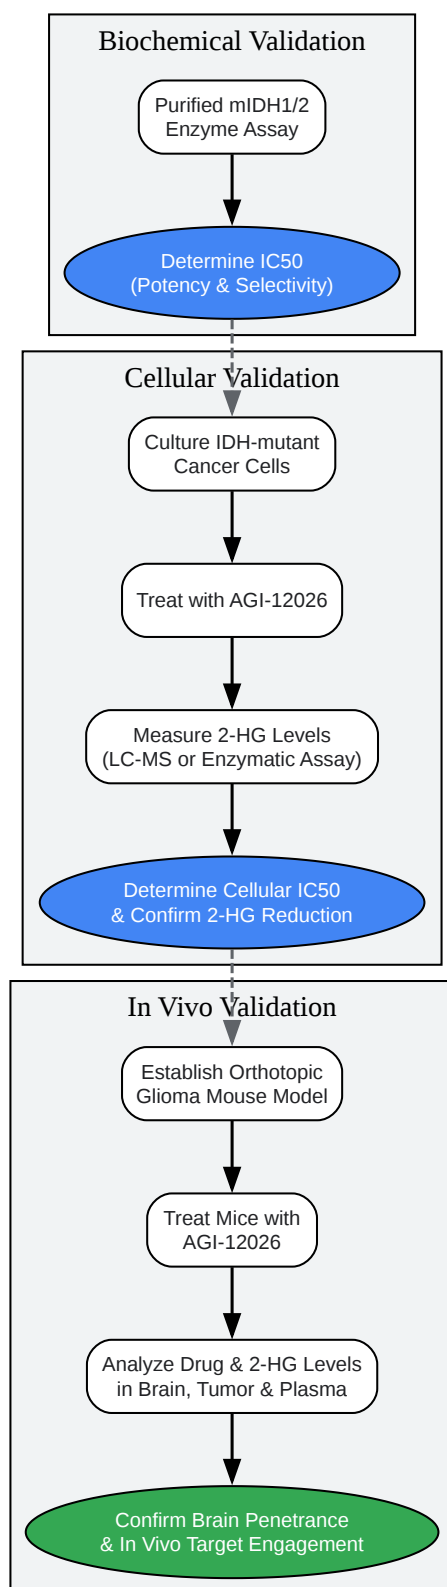 Biochemical Validation
Purified mIDH1/2
Enzyme Assay
Determine IC50
(Potency & Selectivity)
Cellular Validation
Culture IDH-mutant
Cancer Cells
Treat with AGI-12026
Measure 2-HG Levels
(LC-MS or Enzymatic Assay)
Determine Cellular IC50
& Confirm 2-HG Reduction
In Vivo Validation
Establish Orthotopic
Glioma Mouse Model
Treat Mice with
AGI-12026
Analyze Drug & 2-HG Levels
in Brain, Tumor & Plasma
Confirm Brain Penetrance
& In Vivo Target Engagement